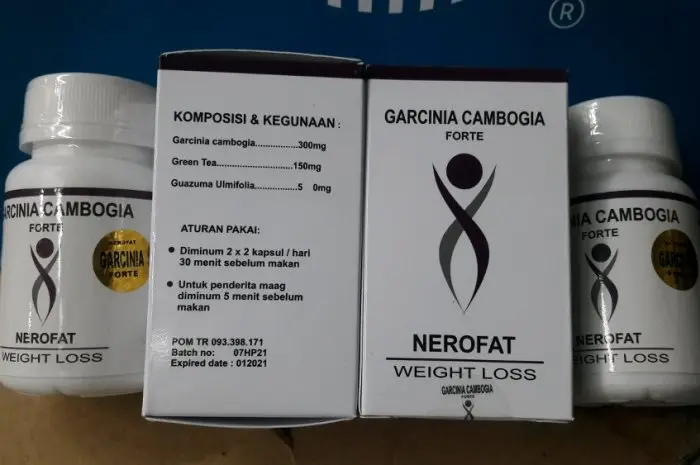 ®
CINIA CAMBOGIA
FORTE
NEROFAT
GARCINIA
FORTE
NEROFAT
WEIGHT LOSS
KOMPOSISI & KEGUNAAN :
Garcinia cambogia................300mg
Green Tea.........................150mg
Guazuma Ulmifolia..............5 0mg
ATURAN PAKAI:
• Diminum 2 x 2 kapsul / hari
30 menit sebelum makan
• Untuk penderita maag
diminum 5 menit sebelum
makan
POM TR 093.398.171
Batch no: 07HP21
Expired date : 012021
GARCINIA CAMBOGIA
FORTE
NEROFAT
WEIGHT LOSS
GARCINIA CAMBOGIA
FORTE
IA CAMBOGIA
FORTE
NEROFAT
EIGHT LOSS